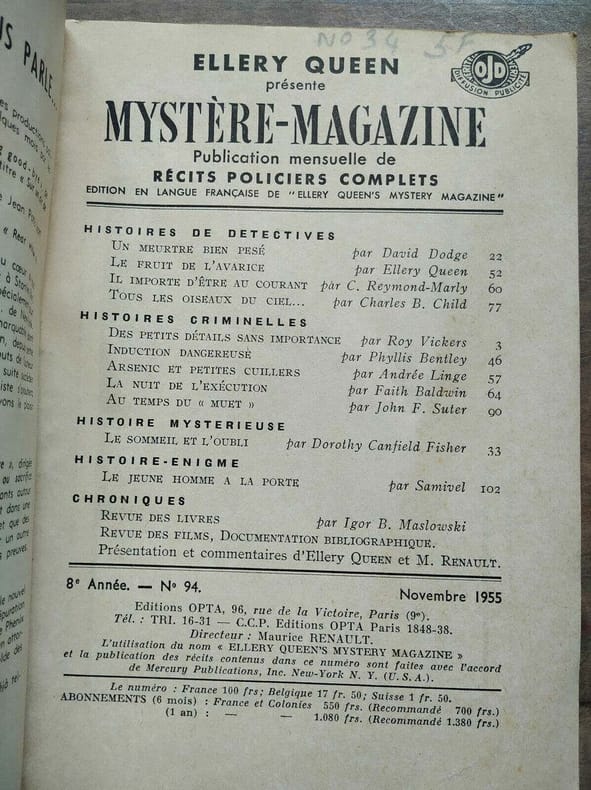 US PARLE...
NO 34 5F
ELLERY QUEEN
OJD
DIFFUSION PUBLICITÉ
présente
MYSTÈRE-MAGAZINE
Publication mensuelle de
RÉCITS POLICIERS COMPLETS
EDITION EN LANGUE FRANÇAISE DE "ELLERY QUEEN'S MYSTERY MAGAZINE"
HISTOIRES DE DETECTIVES
UN MEURTRE BIEN PESÉ par David Dodge 22
LE FRUIT DE L'AVARICE par Ellery Queen 52
IL IMPORTE D'ÊTRE AU COURANT par C. Reymond-Marly 60
TOUS LES OISEAUX DU CIEL... par Charles B. Child 77
HISTOIRES CRIMINELLES
DES PETITS DÉTAILS SANS IMPORTANCE par Roy Vickers 3
INDUCTION DANGEREUSE par Phyllis Bentley 46
ARSENIC ET PETITES CUILLERS par Andrée Linge 57
LA NUIT DE L'EXÉCUTION par Faith Baldwin 64
AU TEMPS DU « MUET » par John F. Suter 90
HISTOIRE MYSTERIEUSE
LE SOMMEIL ET L'OUBLI par Dorothy Canfield Fisher 33
HISTOIRE-ENIGME
LE JEUNE HOMME A LA PORTE par Samivel 102
CHRONIQUES
REVUE DES LIVRES par Igor B. Maslowski
REVUE DES FILMS, DOCUMENTATION BIBLIOGRAPHIQUE.
Présentation et commentaires d'Ellery QUEEN et M. RENAULT.
8e Année. — No 94. Novembre 1955
Editions OPTA, 96, rue de la Victoire, Paris (9e).
Tél. : TRI. 16-31 — C.C.P. Editions OPTA Paris 1848-38.
Directeur : Maurice RENAULT.
L'utilisation du nom « ELLERY QUEEN'S MYSTERY MAGAZINE »
et la publication des récits contenus dans ce numéro sont faites avec l'accord
de Mercury Publications, Inc. New-York N. Y. (U. S. A.).
Le numéro : France 100 frs; Belgique 17 fr. 50; Suisse 1 fr. 50.
ABONNEMENTS (6 mois) : France et Colonies 550 frs. (Recommandé 700 frs.)
(1 an) : — — 1.080 frs. (Recommandé 1.380 frs.)